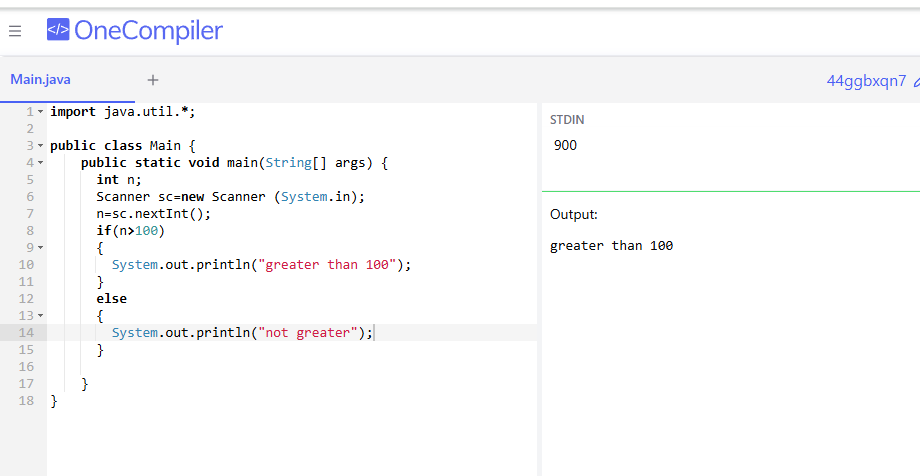 </> OneCompiler
Main.java
+
44ggbxqn7
1 import java.util.*;
2
3 public class Main {
4     public static void main(String[] args) {
5       int n;
6       Scanner sc=new Scanner (System.in);
7       n=sc.nextInt();
8       if(n>100)
9       {
10         System.out.println("greater than 100");
11       }
12       else
13       {
14         System.out.println("not greater");
15       }
16
17     }
18 }
STDIN
900
Output:
greater than 100